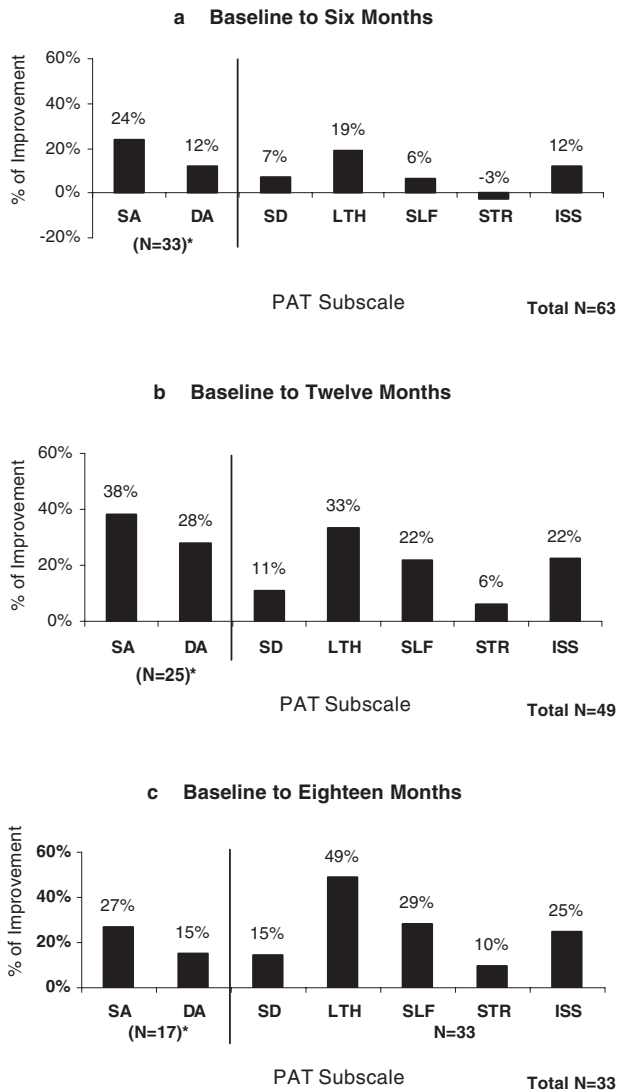 a Baseline to Six Months
% of Improvement
60%
40%
20%
0%
-20%
24%
12%
7%
19%
6%
-3%
12%
SA DA SD LTH SLF STR ISS
(N=33)*
PAT Subscale
Total N=63
b Baseline to Twelve Months
% of Improvement
60%
40%
20%
0%
38%
28%
11%
33%
22%
6%
22%
SA DA SD LTH SLF STR ISS
(N=25)*
PAT Subscale
Total N=49
c Baseline to Eighteen Months
% of Improvement
60%
40%
20%
0%
27%
15%
15%
49%
29%
10%
25%
SA DA SD LTH SLF STR ISS
(N=17)* N=33
PAT Subscale
Total N=33